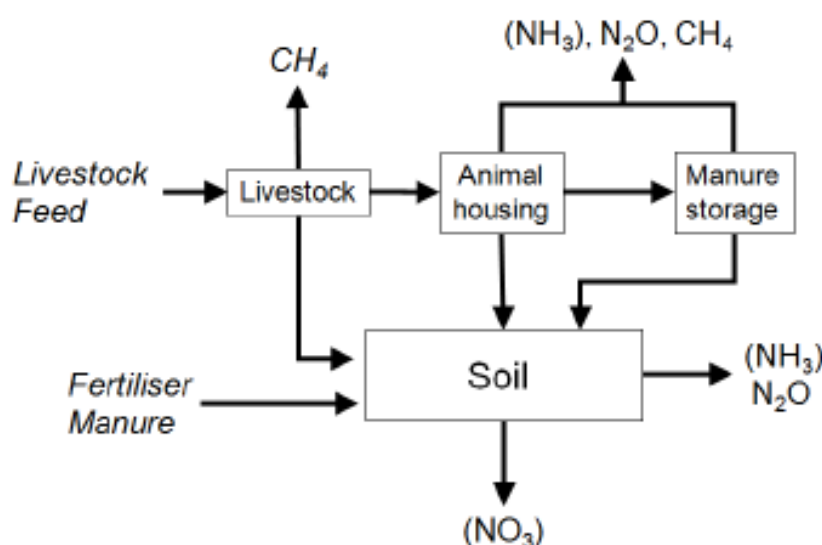 (NH₃), N₂O, CH₄
CH₄
Livestock
Feed
Livestock
Animal
housing
Manure
storage
Soil
(NH₃)
N₂O
Fertiliser
Manure
(NO₃)